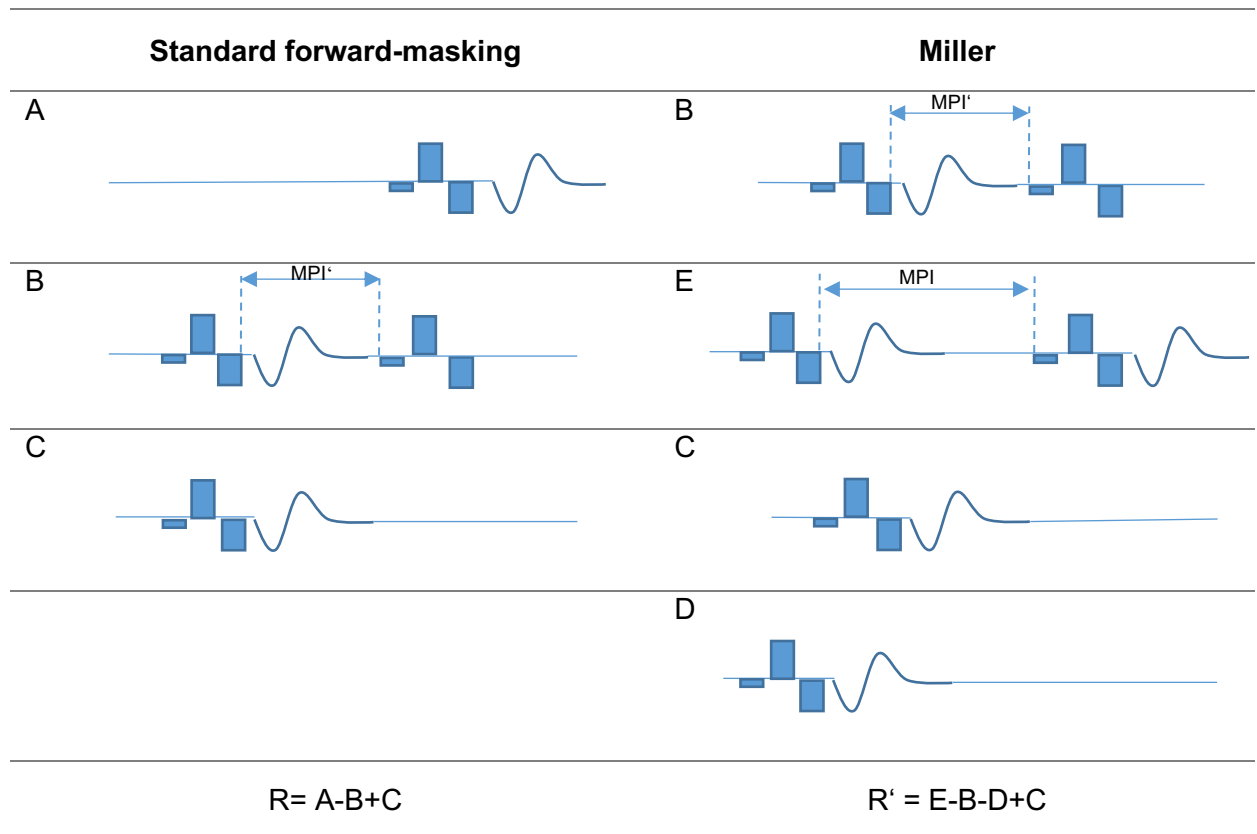 Standard forward-masking Miller
A B
MPI‘
B E
MPI‘ MPI
C C
D
R= A-B+C R‘ = E-B-D+C